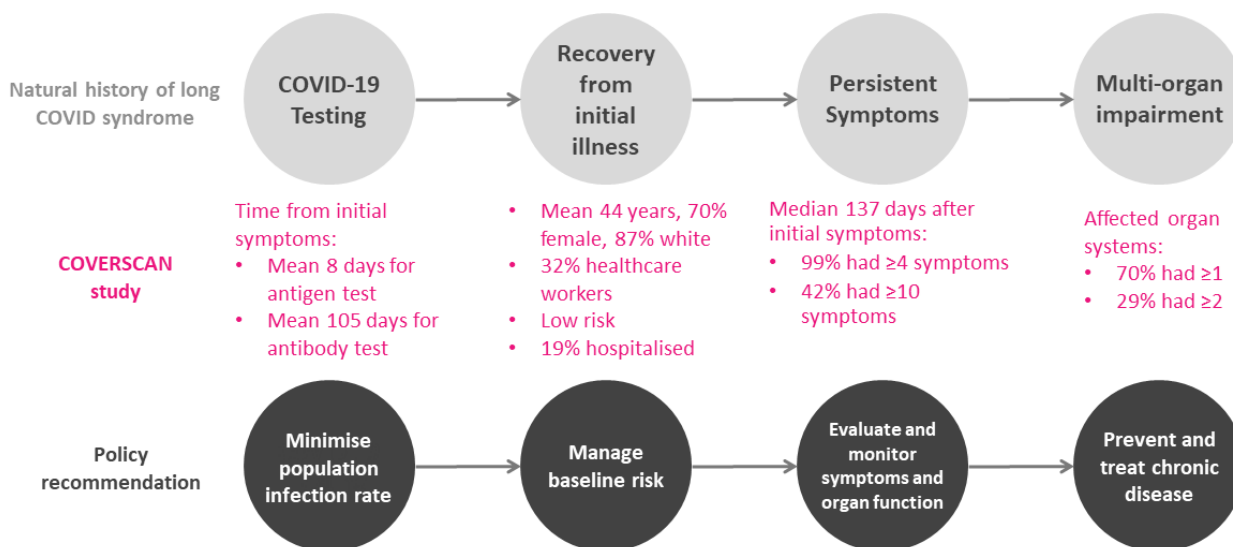 Natural history of long
COVID syndrome
COVID-19
Testing
Recovery
from
initial
illness
Persistent
Symptoms
Multi-organ
impairment
COVERSCAN
study
Time from initial
symptoms:
• Mean 8 days for
antigen test
• Mean 105 days for
antibody test
• Mean 44 years, 70%
female, 87% white
• 32% healthcare
workers
• Low risk
• 19% hospitalised
Median 137 days after
initial symptoms:
• 99% had ≥4 symptoms
• 42% had ≥10
symptoms
Affected organ
systems:
• 70% had ≥1
• 29% had ≥2
Policy
recommendation
Minimise
population
infection rate
Manage
baseline risk
Evaluate and
monitor
symptoms and
organ function
Prevent and
treat chronic
disease